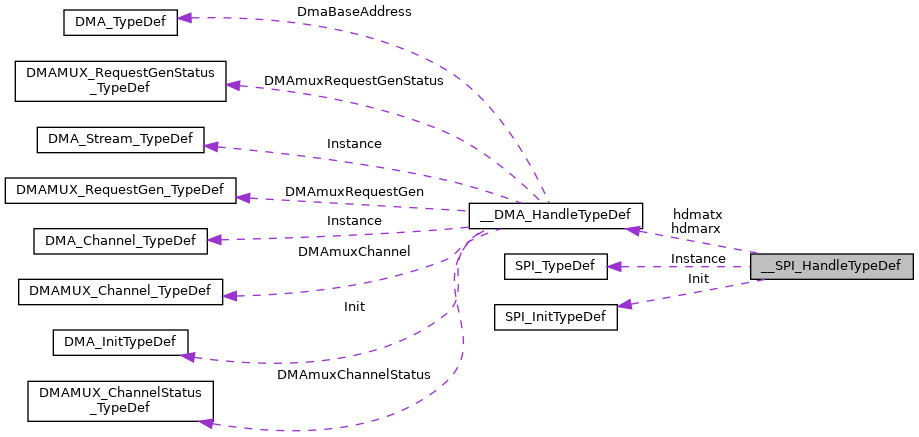 DmaBaseAddress
DMA_TypeDef
DMAMUX_RequestGenStatus
_TypeDef
DMAmuxRequestGenStatus
DMA_Stream_TypeDef
Instance
DMAMUX_RequestGen_TypeDef
DMAmuxRequestGen
__DMA_HandleTypeDef
hdmatx
hdmarx
DMA_Channel_TypeDef
Instance
DMAmuxChannel
SPI_TypeDef
Instance
__SPI_HandleTypeDef
DMAMUX_Channel_TypeDef
Init
SPI_InitTypeDef
Init
DMA_InitTypeDef
DMAmuxChannelStatus
DMAMUX_ChannelStatus
_TypeDef